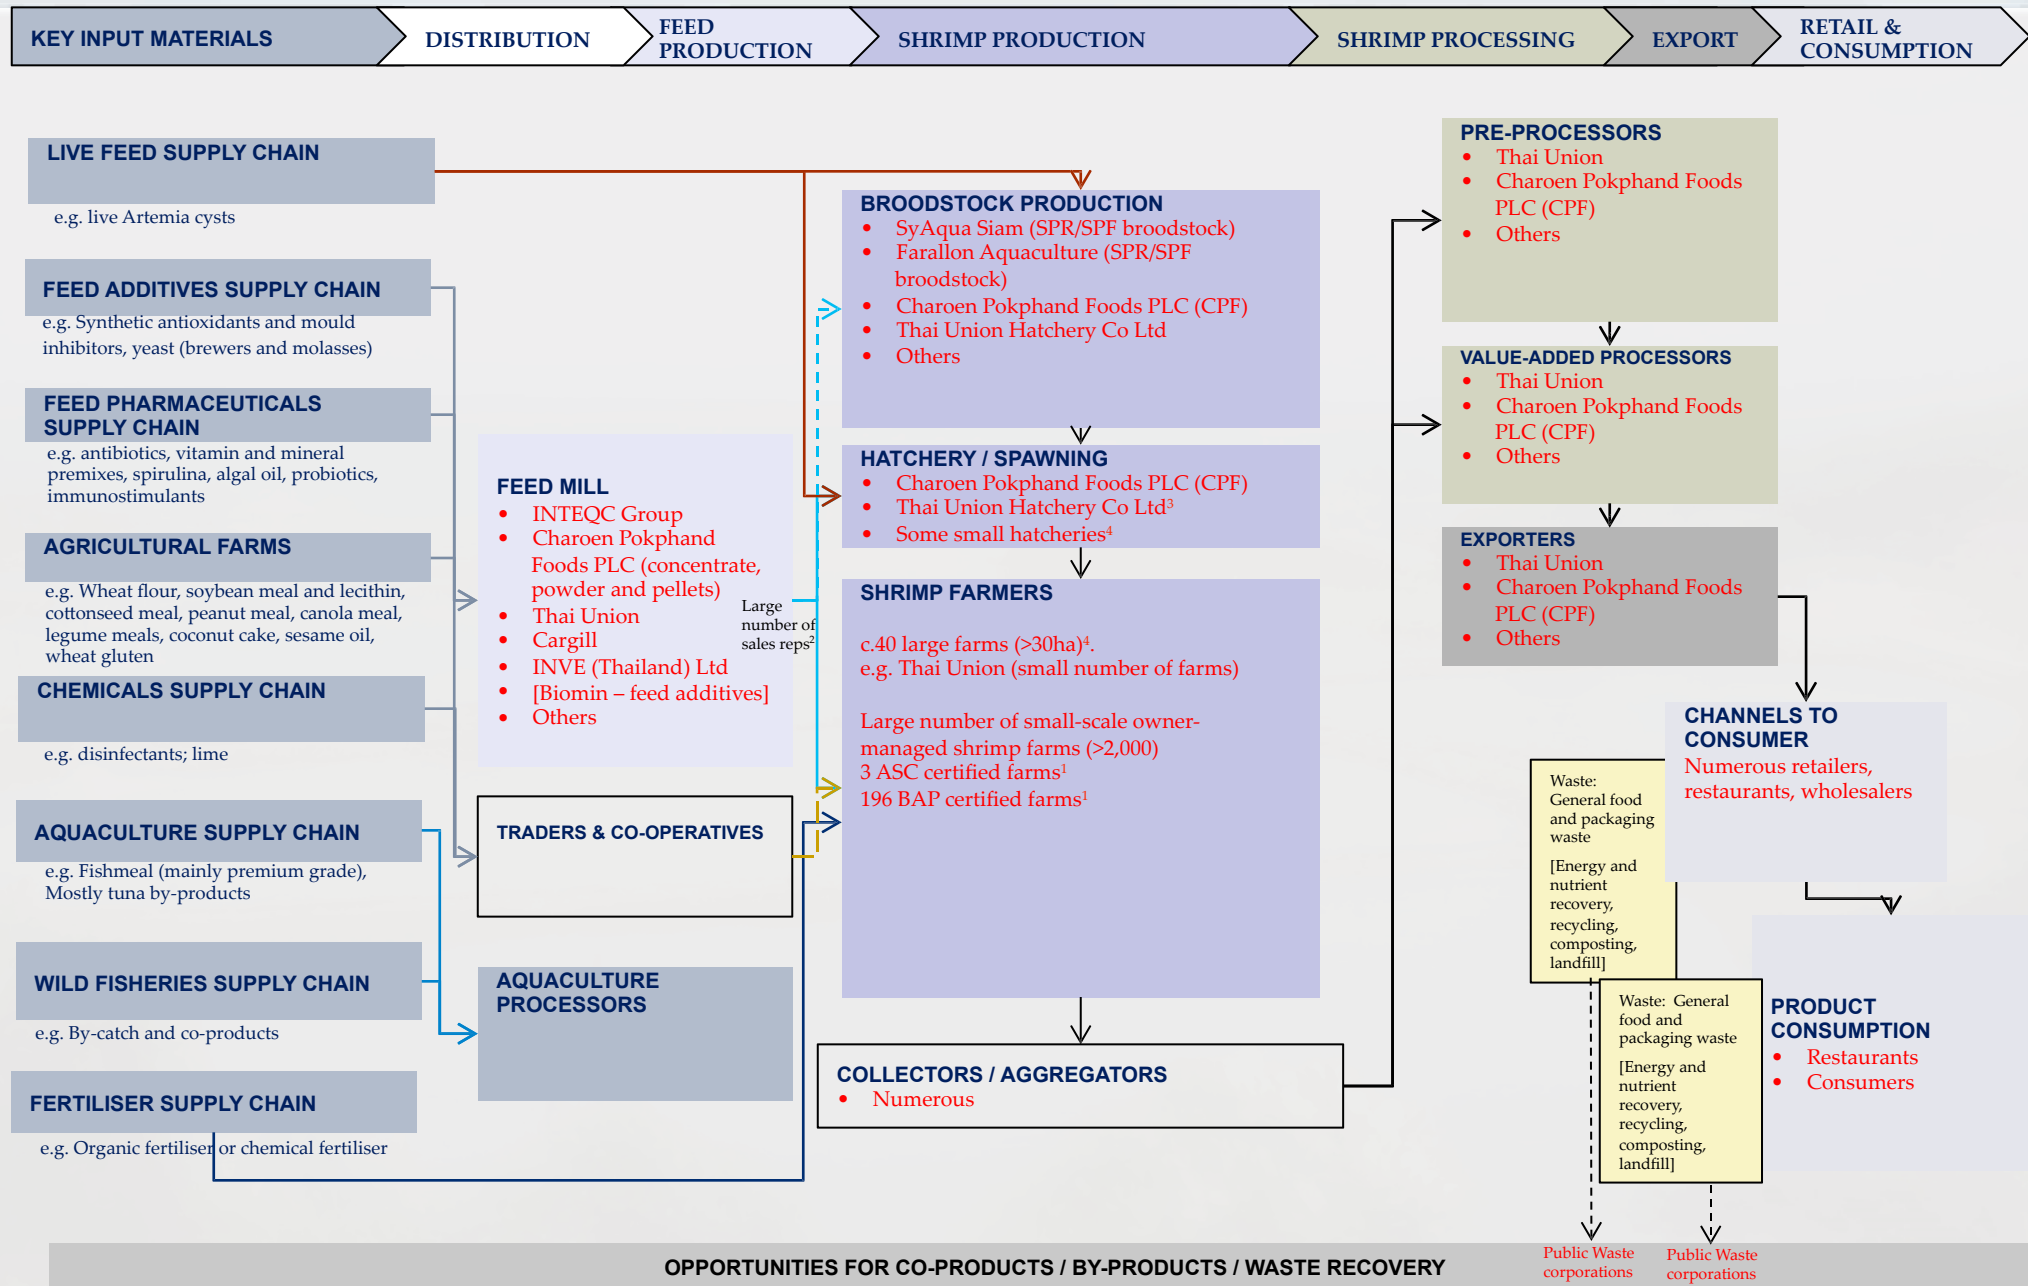 KEY INPUT MATERIALS
DISTRIBUTION
FEED
PRODUCTION
SHRIMP PRODUCTION
SHRIMP PROCESSING
EXPORT
RETAIL &
CONSUMPTION
LIVE FEED SUPPLY CHAIN
e.g. live Artemia cysts
FEED ADDITIVES SUPPLY CHAIN
e.g. Synthetic antioxidants and mould
inhibitors, yeast (brewers and molasses)
FEED PHARMACEUTICALS
SUPPLY CHAIN
e.g. antibiotics, vitamin and mineral
premixes, spirulina, algal oil, probiotics,
immunostimulants
AGRICULTURAL FARMS
e.g. Wheat flour, soybean meal and lecithin,
cottonseed meal, peanut meal, canola meal,
legume meals, coconut cake, sesame oil,
wheat gluten
CHEMICALS SUPPLY CHAIN
e.g. disinfectants; lime
AQUACULTURE SUPPLY CHAIN
e.g. Fishmeal (mainly premium grade),
Mostly tuna by-products
WILD FISHERIES SUPPLY CHAIN
e.g. By-catch and co-products
FERTILISER SUPPLY CHAIN
e.g. Organic fertiliser or chemical fertiliser
FEED MILL
• INTEQC Group
• Charoen Pokphand
Foods PLC (concentrate,
powder and pellets)
• Thai Union
• Cargill
• INVE (Thailand) Ltd
• [Biomin – feed additives]
• Others
Large
number of
sales reps²
TRADERS & CO-OPERATIVES
AQUACULTURE
PROCESSORS
BROODSTOCK PRODUCTION
• SyAqua Siam (SPR/SPF broodstock)
• Farallon Aquaculture (SPR/SPF
broodstock)
• Charoen Pokphand Foods PLC (CPF)
• Thai Union Hatchery Co Ltd
• Others
HATCHERY / SPAWNING
• Charoen Pokphand Foods PLC (CPF)
• Thai Union Hatchery Co Ltd³
• Some small hatcheries⁴
SHRIMP FARMERS
c.40 large farms (>30ha)⁴.
e.g. Thai Union (small number of farms)
Large number of small-scale owner-
managed shrimp farms (>2,000)
3 ASC certified farms¹
196 BAP certified farms¹
COLLECTORS / AGGREGATORS
• Numerous
PRE-PROCESSORS
• Thai Union
• Charoen Pokphand Foods
PLC (CPF)
• Others
VALUE-ADDED PROCESSORS
• Thai Union
• Charoen Pokphand Foods
PLC (CPF)
• Others
EXPORTERS
• Thai Union
• Charoen Pokphand Foods
PLC (CPF)
• Others
CHANNELS TO
CONSUMER
Numerous retailers,
restaurants, wholesalers
Waste:
General food
and packaging
waste
[Energy and
nutrient
recovery,
recycling,
composting,
landfill]
Waste: General
food and
packaging waste
[Energy and
nutrient
recovery,
recycling,
composting,
landfill]
PRODUCT
CONSUMPTION
• Restaurants
• Consumers
OPPORTUNITIES FOR CO-PRODUCTS / BY-PRODUCTS / WASTE RECOVERY
Public Waste
corporations
Public Waste
corporations